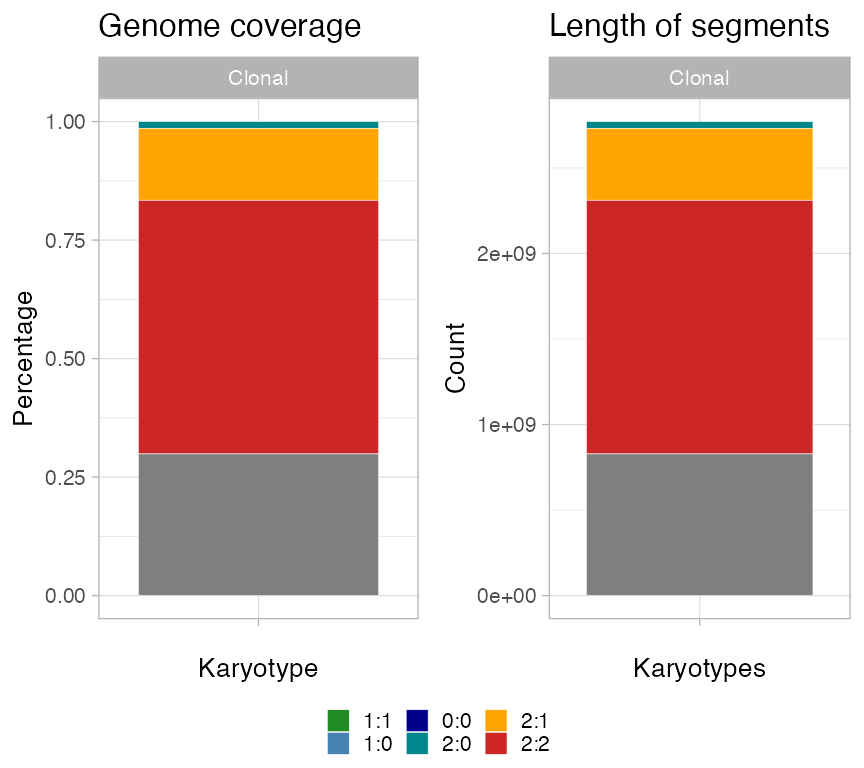 Genome coverage
Clonal
1.00
0.75
0.50
0.25
0.00
Percentage
Karyotype
Length of segments
Clonal
2e+09
1e+09
0e+00
Count
Karyotypes
1:1 0:0 2:1
1:0 2:0 2:2